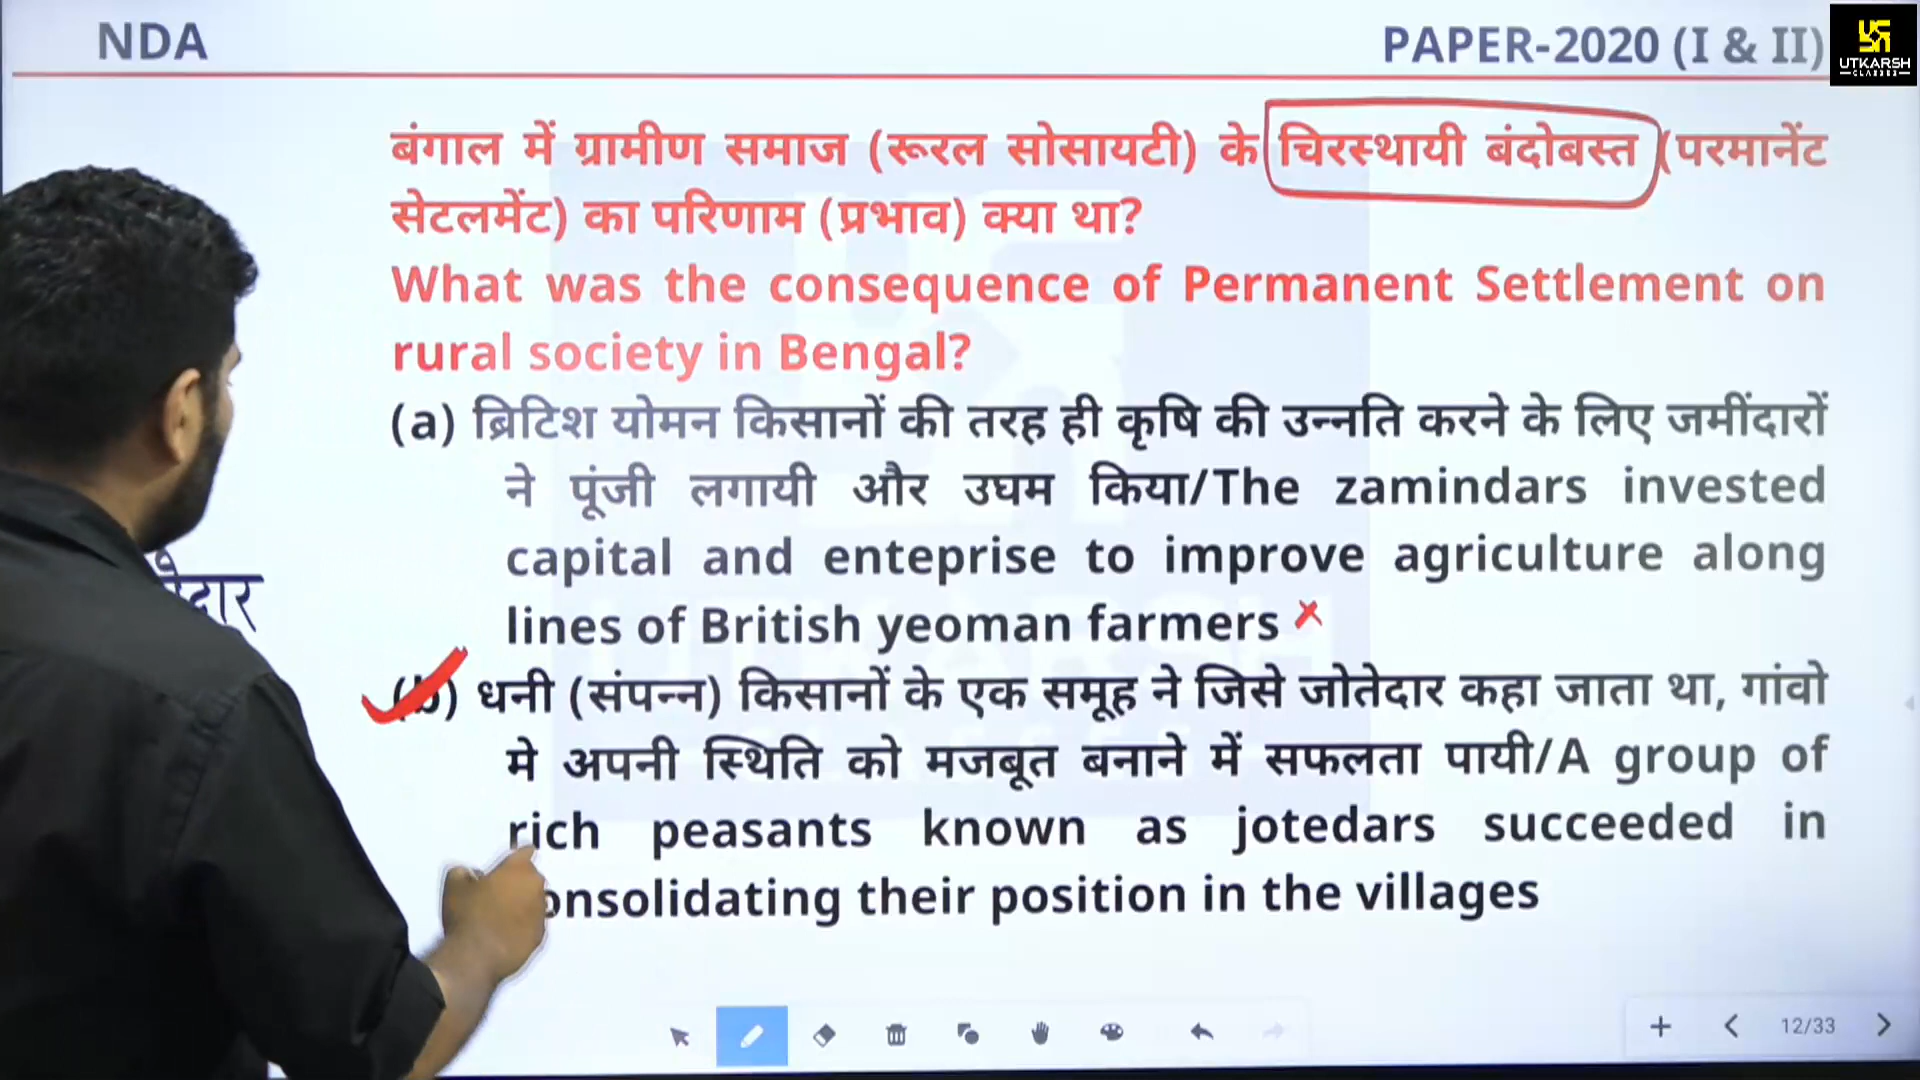 NDA
PAPER-2020 (I & II)
UTKARSH
CLASSES
बंगाल में ग्रामीण समाज (रूरल सोसायटी) के चिरस्थायी बंदोबस्त (परमानेंट
सेटलमेंट) का परिणाम (प्रभाव) क्या था?
What was the consequence of Permanent Settlement on
rural society in Bengal?
(a) ब्रिटिश योमन किसानों की तरह ही कृषि की उन्नति करने के लिए जमींदारों
ने पूंजी लगायी और उघम किया/The zamindars invested
capital and enteprise to improve agriculture along
lines of British yeoman farmers
(b) धनी (संपन्न) किसानों के एक समूह ने जिसे जोतेदार कहा जाता था, गांवो
मे अपनी स्थिति को मजबूत बनाने में सफलता पायी/A group of
rich peasants known as jotedars succeeded in
onsolidating their position in the villages
12/33